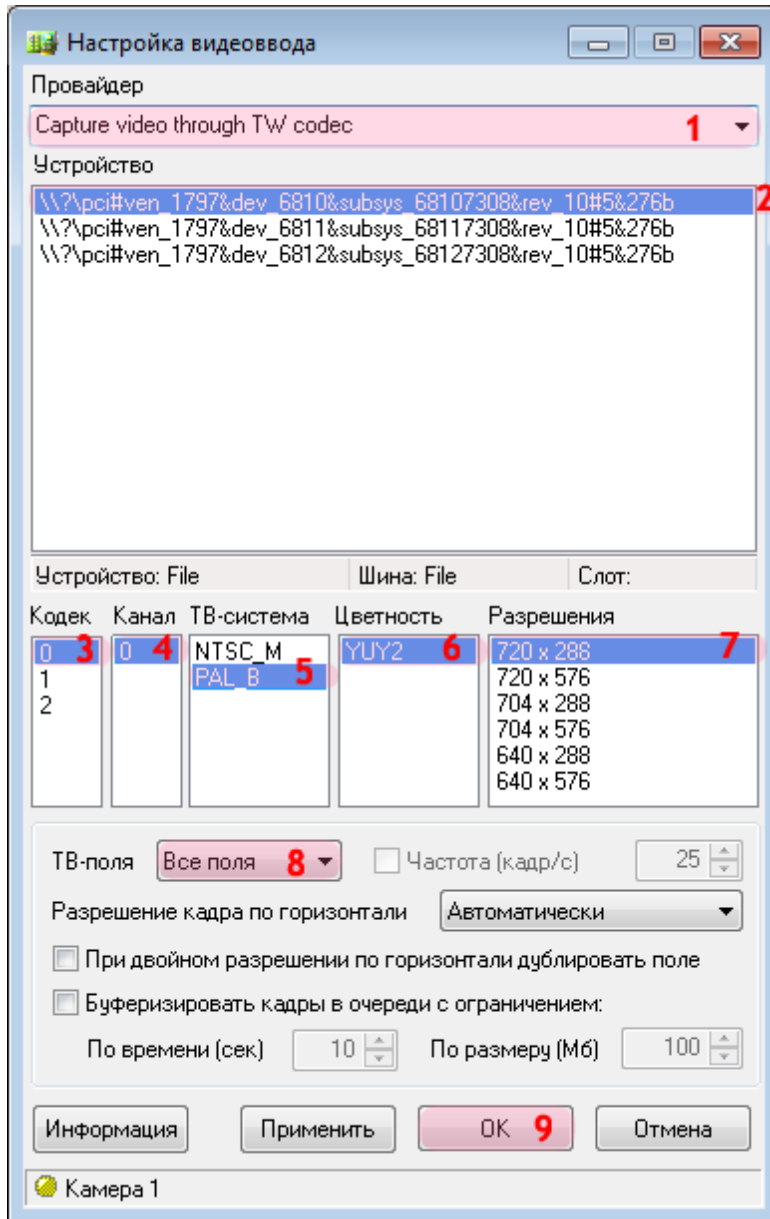 Настройка видеоввода
Провайдер
Capture video through TW codec 1
Устройство
\\?\pci#ven_1797&dev_6810&subsys_68107308&rev_10#5&276b 2
\\?\pci#ven_1797&dev_6811&subsys_68117308&rev_10#5&276b
\\?\pci#ven_1797&dev_6812&subsys_68127308&rev_10#5&276b
Устройство: File Шина: File Слот:
Кодек Канал ТВ-система Цветность Разрешения
0 3 0 4 NTSC_M YUY2 6 720 x 288 7
1 PAL_B 5 720 x 576
2 704 x 288
704 x 576
640 x 288
640 x 576
ТВ-поля Все поля 8 Частота (кадр/с) 25
Разрешение кадра по горизонтали Автоматически
При двойном разрешении по горизонтали дублировать поле
Буферизировать кадры в очереди с ограничением:
По времени (сек) 10 По размеру (Мб) 100
Информация Применить OK 9 Отмена
Камера 1